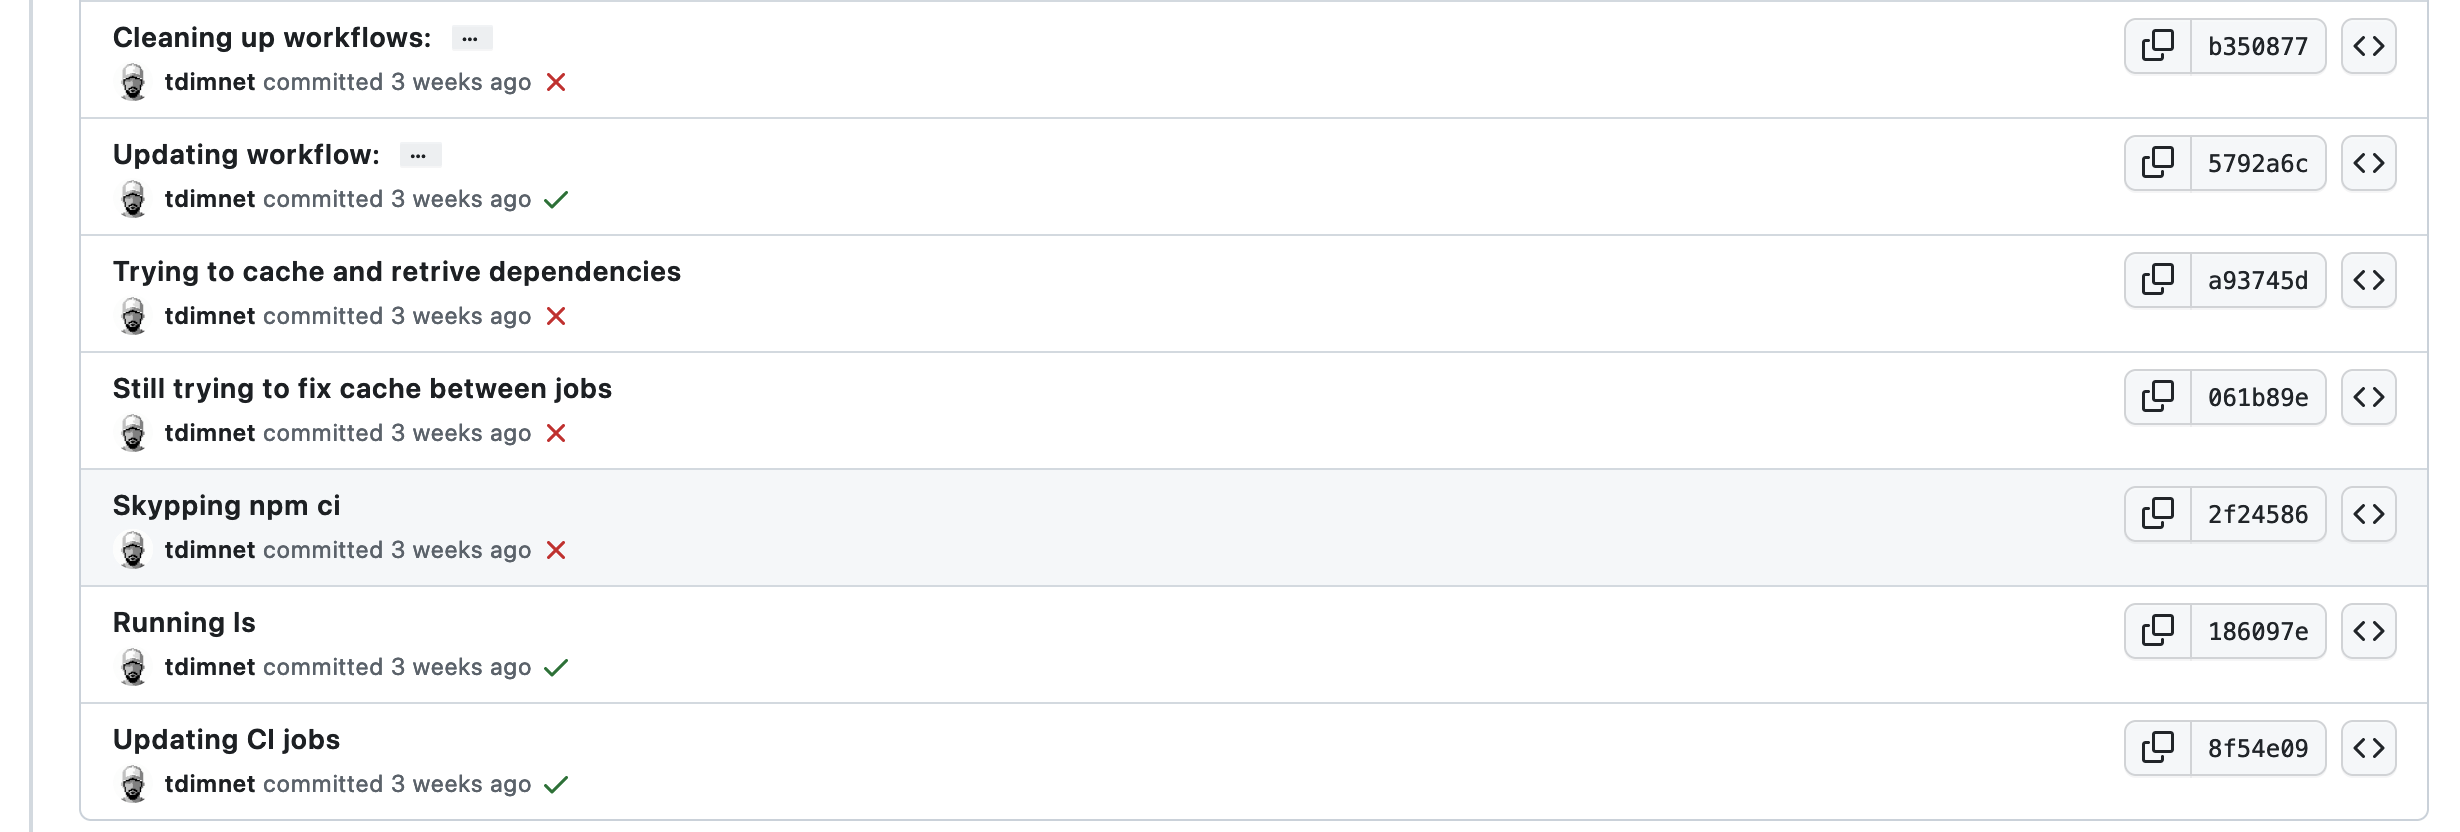 Cleaning up workflows: …
tdimnet committed 3 weeks ago
b350877
Updating workflow: …
tdimnet committed 3 weeks ago
5792a6c
Trying to cache and retrive dependencies
tdimnet committed 3 weeks ago
a93745d
Still trying to fix cache between jobs
tdimnet committed 3 weeks ago
061b89e
Skypping npm ci
tdimnet committed 3 weeks ago
2f24586
Running ls
tdimnet committed 3 weeks ago
186097e
Updating CI jobs
tdimnet committed 3 weeks ago
8f54e09